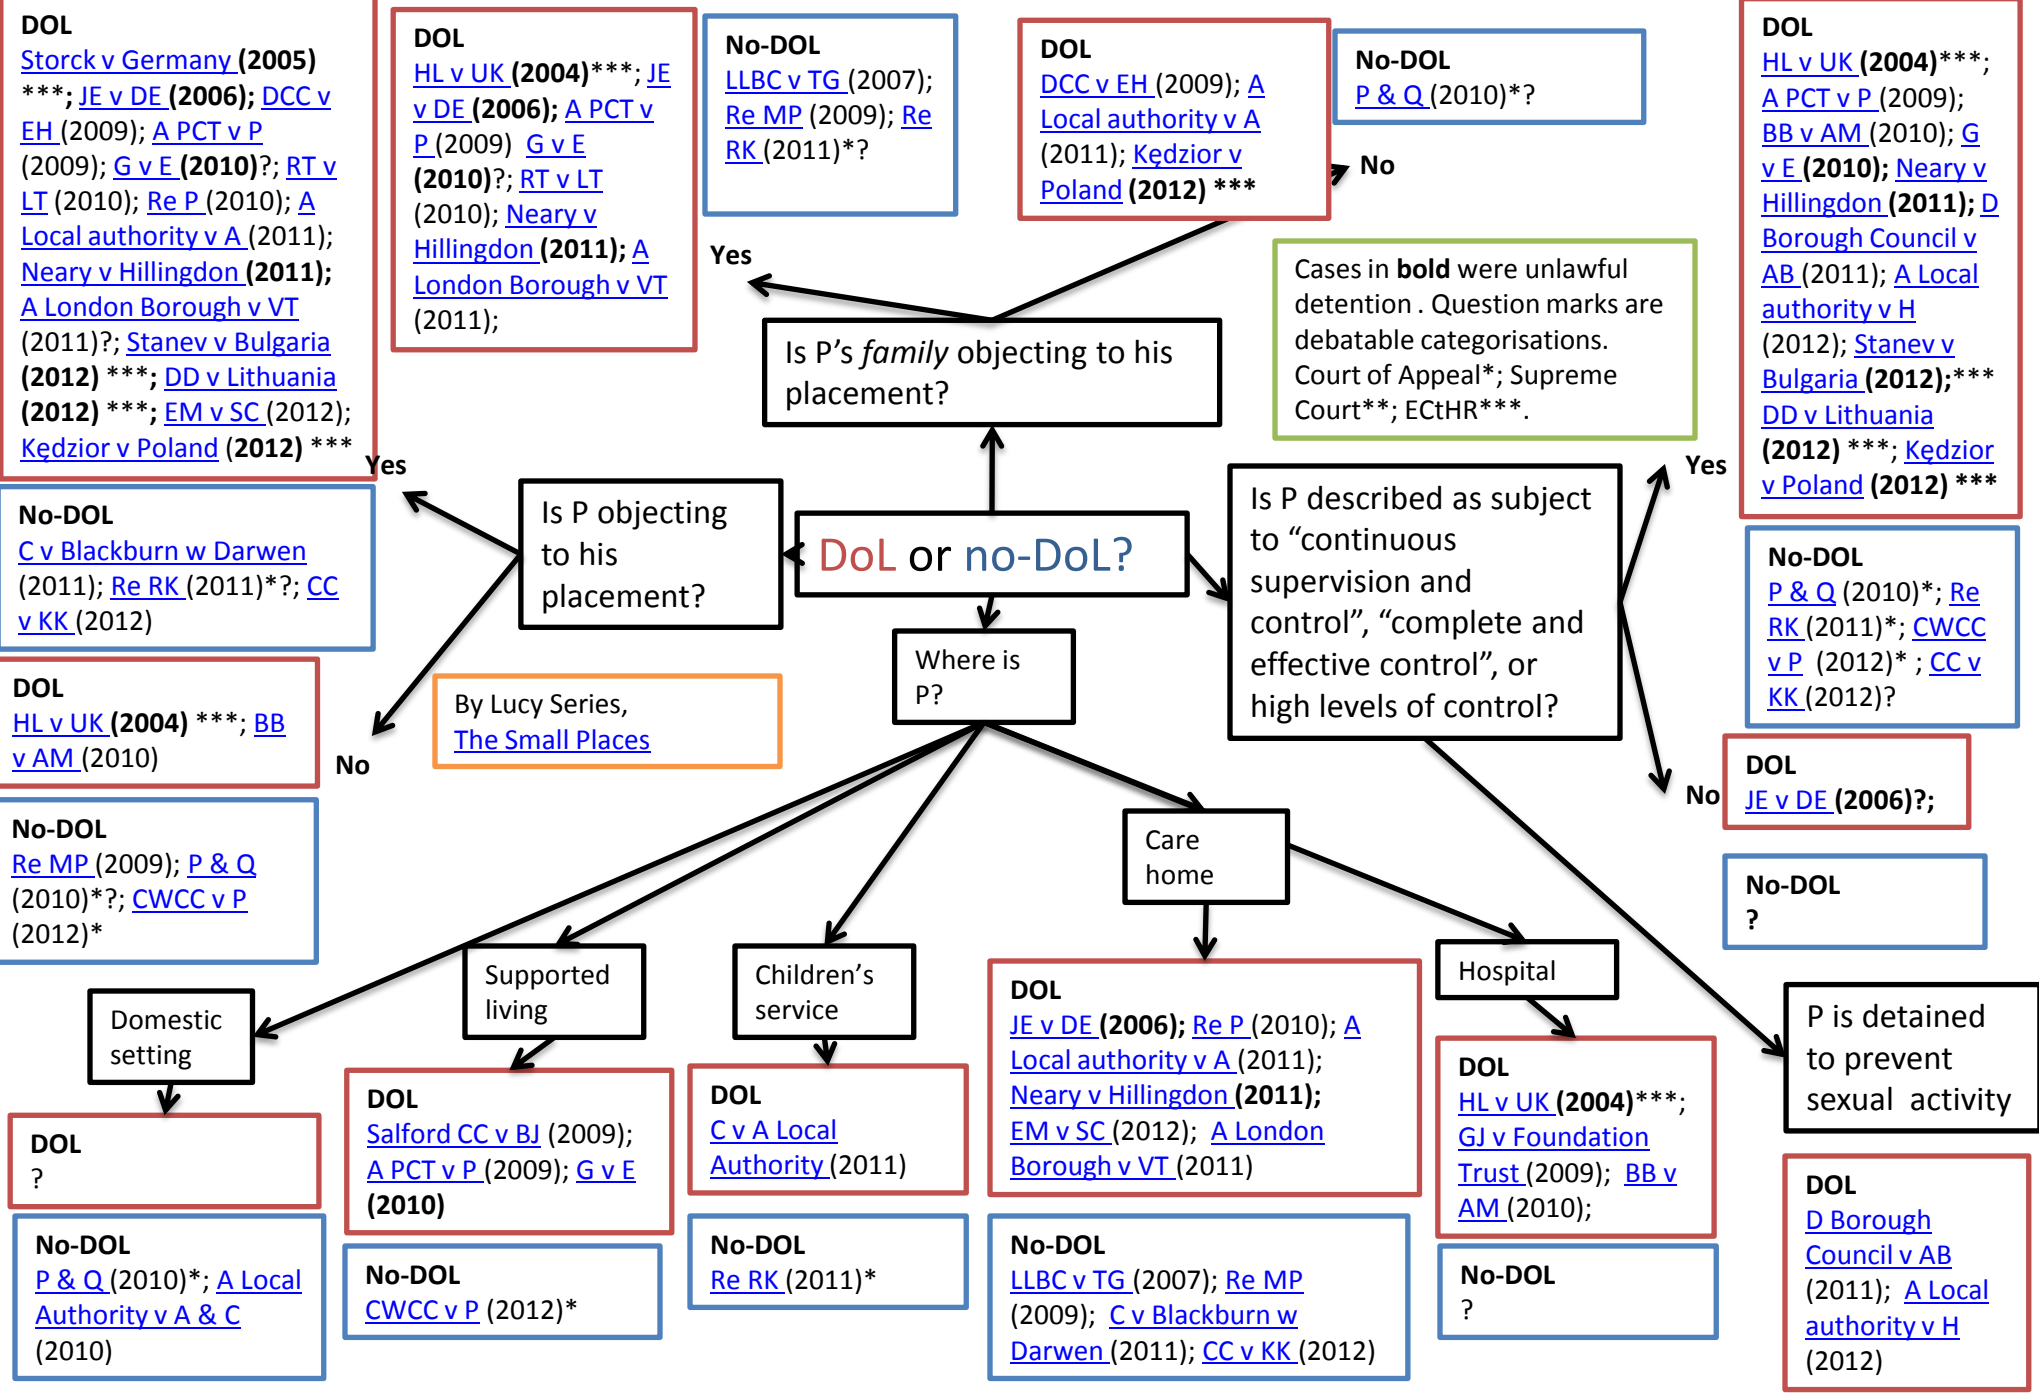 DOL
Storck v Germany (2005)
***; JE v DE (2006); DCC v
EH (2009); A PCT v P
(2009); G v E (2010)?; RT v
LT (2010); Re P (2010); A
Local authority v A (2011);
Neary v Hillingdon (2011);
A London Borough v VT
(2011)?; Stanev v Bulgaria
(2012) ***; DD v Lithuania
(2012) ***; EM v SC (2012);
Kędzior v Poland (2012) ***
DOL
HL v UK (2004)***; JE
v DE (2006); A PCT v
P (2009) G v E
(2010)?; RT v LT
(2010); Neary v
Hillingdon (2011); A
London Borough v VT
(2011);
No-DOL
LLBC v TG (2007);
Re MP (2009); Re
RK (2011)*?
DOL
DCC v EH (2009); A
Local authority v A
(2011); Kędzior v
Poland (2012) ***
No-DOL
P & Q (2010)*?
DOL
HL v UK (2004)***;
A PCT v P (2009);
BB v AM (2010); G
v E (2010); Neary v
Hillingdon (2011); D
Borough Council v
AB (2011); A Local
authority v H
(2012); Stanev v
Bulgaria (2012);***
DD v Lithuania
(2012) ***; Kędzior
v Poland (2012) ***
Yes
No
Is P's family objecting to his
placement?
Cases in bold were unlawful
detention . Question marks are
debatable categorisations.
Court of Appeal*; Supreme
Court**; ECtHR***.
Yes
No-DOL
C v Blackburn w Darwen
(2011); Re RK (2011)*?; CC
v KK (2012)
Is P objecting
to his
placement?
DoL or no-DoL?
Is P described as subject
to “continuous
supervision and
control”, “complete and
effective control”, or
high levels of control?
Yes
No-DOL
P & Q (2010)*; Re
RK (2011)*; CWCC
v P (2012)* ; CC v
KK (2012)?
DOL
HL v UK (2004) ***; BB
v AM (2010)
No
By Lucy Series,
The Small Places
Where is
P?
No
DOL
JE v DE (2006)?;
No-DOL
Re MP (2009); P & Q
(2010)*?; CWCC v P
(2012)*
No-DOL
?
Care
home
Domestic
setting
Supported
living
Children's
service
Hospital
P is detained
to prevent
sexual activity
DOL
?
DOL
Salford CC v BJ (2009);
A PCT v P (2009); G v E
(2010)
DOL
C v A Local
Authority (2011)
DOL
JE v DE (2006); Re P (2010); A
Local authority v A (2011);
Neary v Hillingdon (2011);
EM v SC (2012); A London
Borough v VT (2011)
DOL
HL v UK (2004)***;
GJ v Foundation
Trust (2009); BB v
AM (2010);
DOL
D Borough
Council v AB
(2011); A Local
authority v H
(2012)
No-DOL
P & Q (2010)*; A Local
Authority v A & C
(2010)
No-DOL
CWCC v P (2012)*
No-DOL
Re RK (2011)*
No-DOL
LLBC v TG (2007); Re MP
(2009); C v Blackburn w
Darwen (2011); CC v KK (2012)
No-DOL
?